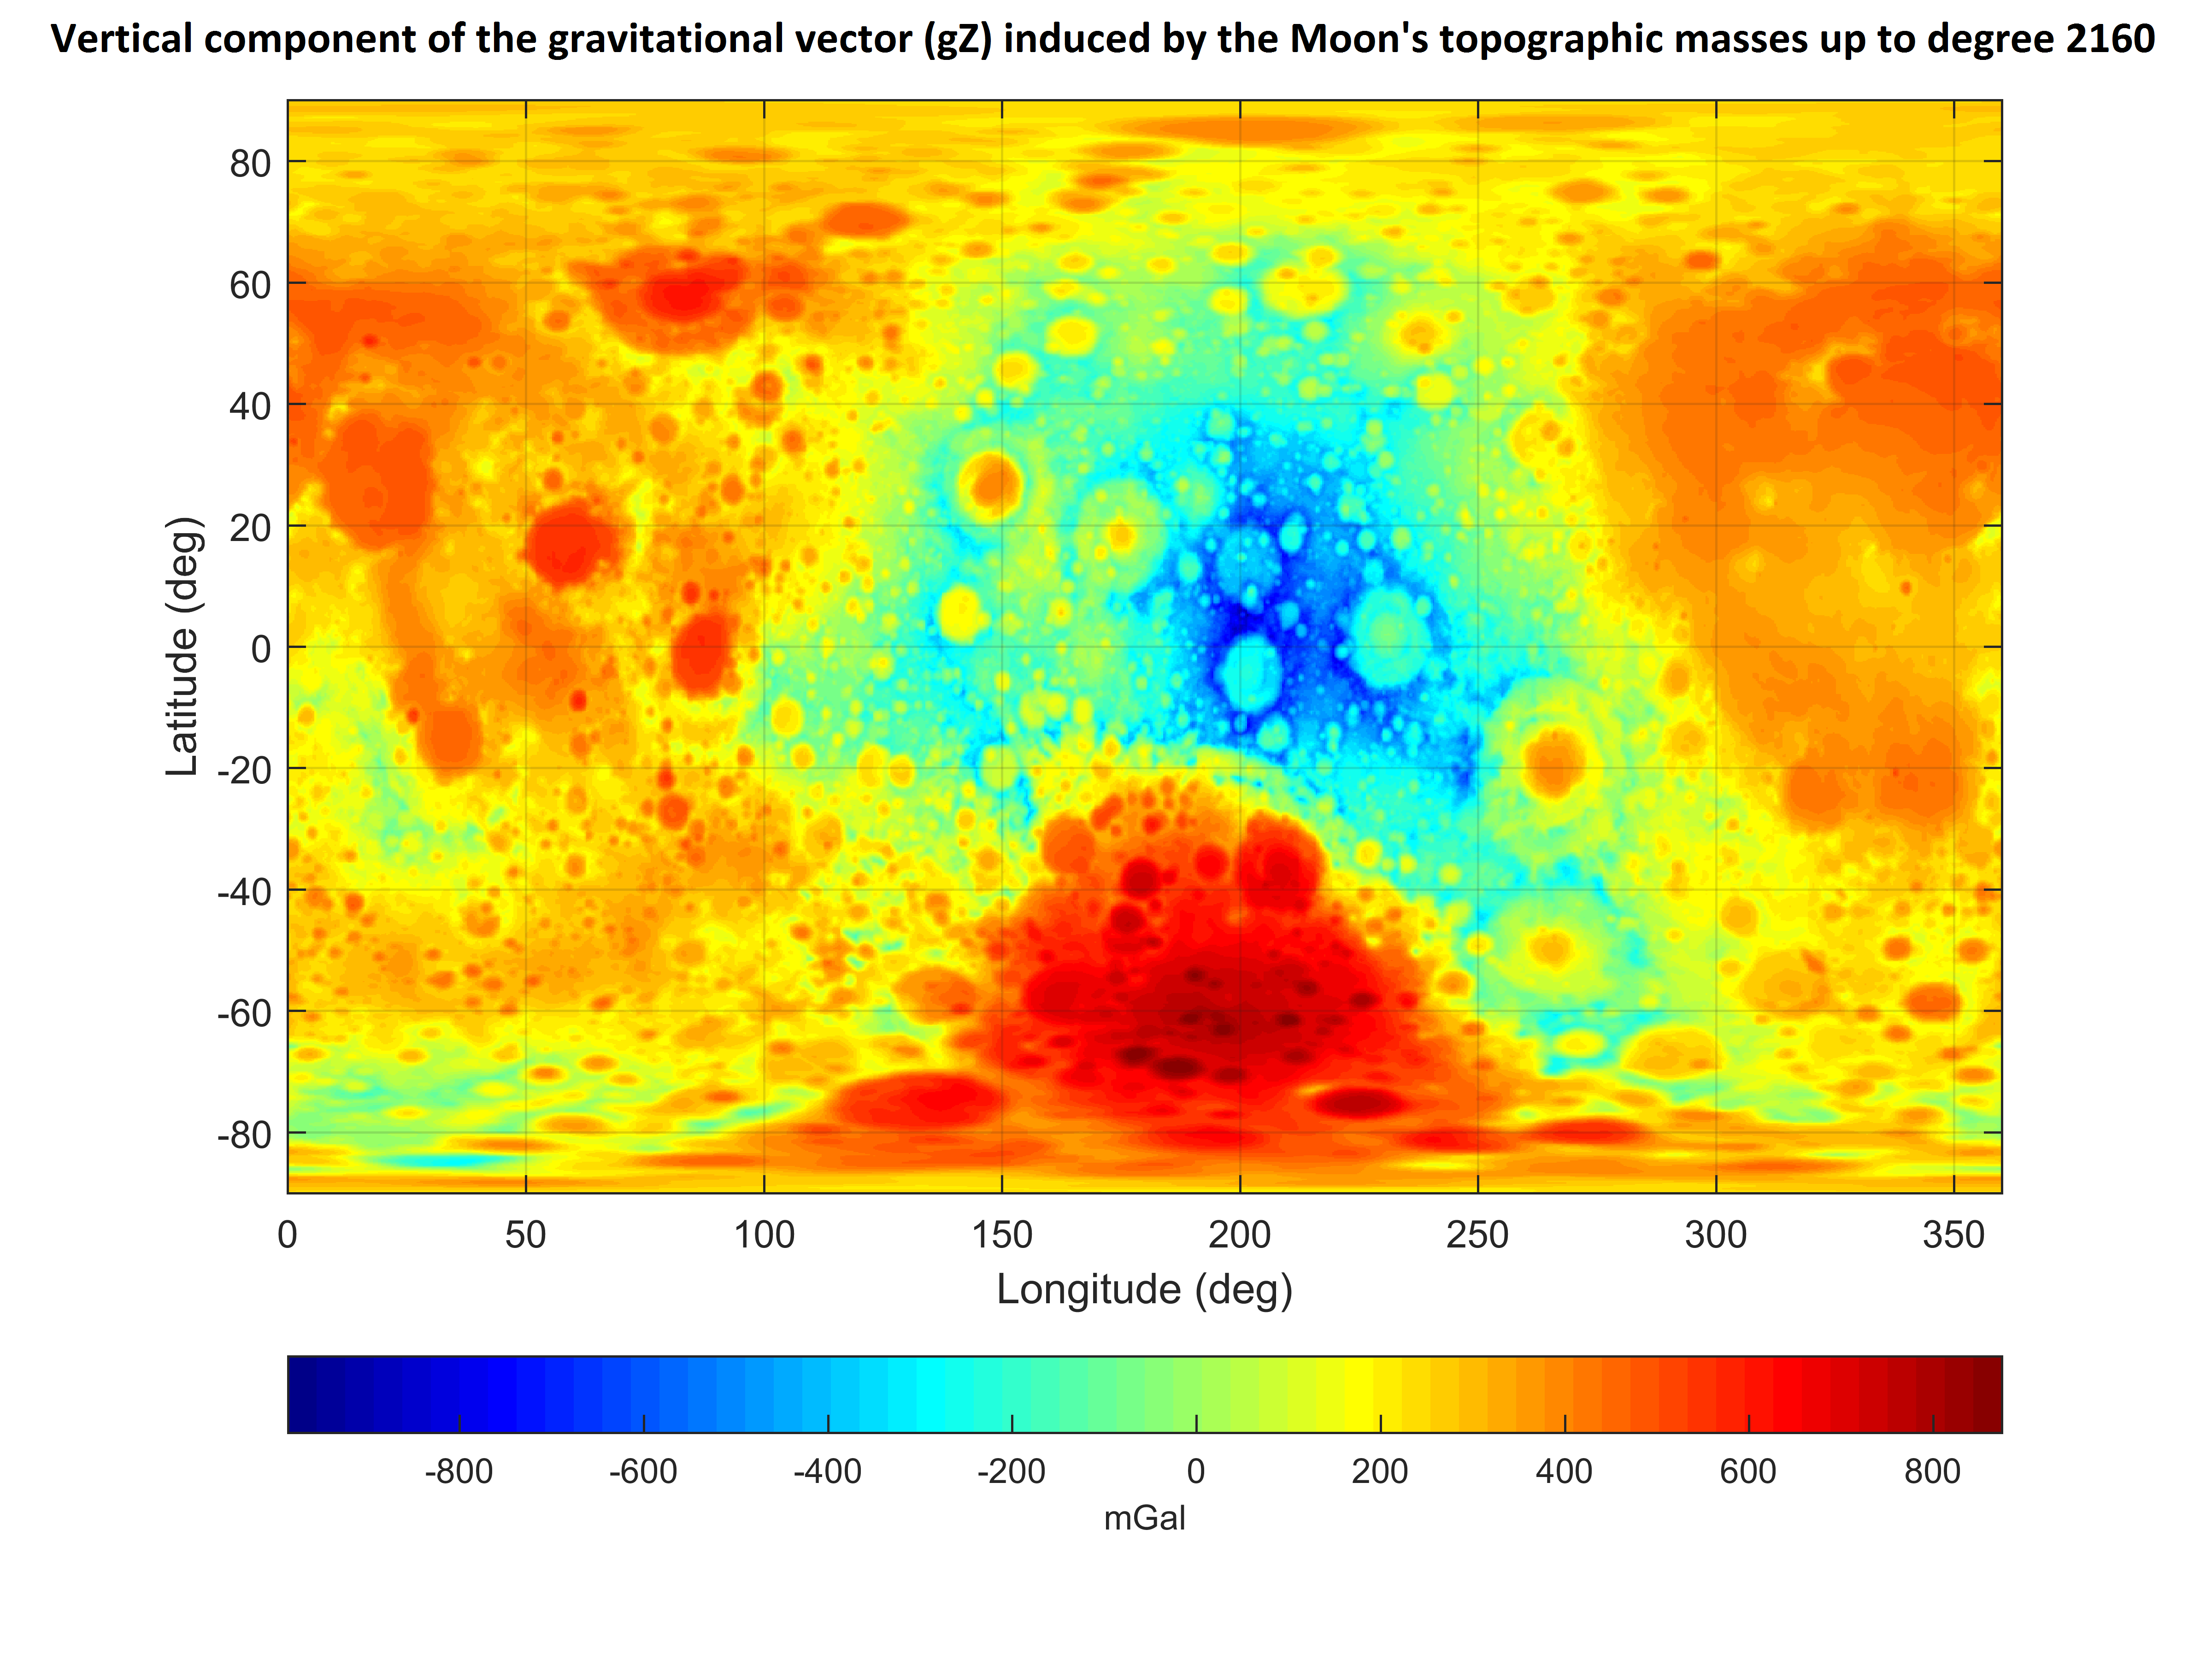 Vertical component of the gravitational vector (gZ) induced by the Moon's topographic masses up to degree 2160
80
60
40
20
0
-20
-40
-60
-80
Latitude (deg)
0 50 100 150 200 250 300 350
Longitude (deg)
-800 -600 -400 -200 0 200 400 600 800
mGal